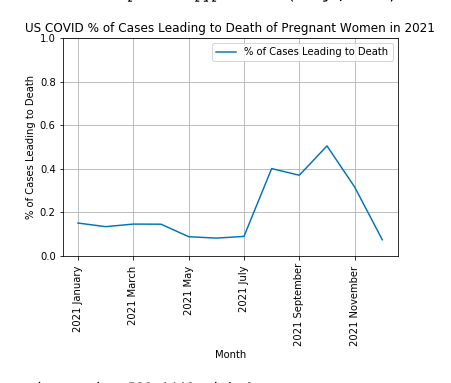 US COVID % of Cases Leading to Death of Pregnant Women in 2021
% of Cases Leading to Death
1.0
0.8
0.6
0.4
0.2
0.0
% of Cases Leading to Death
2021 January
2021 March
2021 May
2021 July
2021 September
2021 November
Month